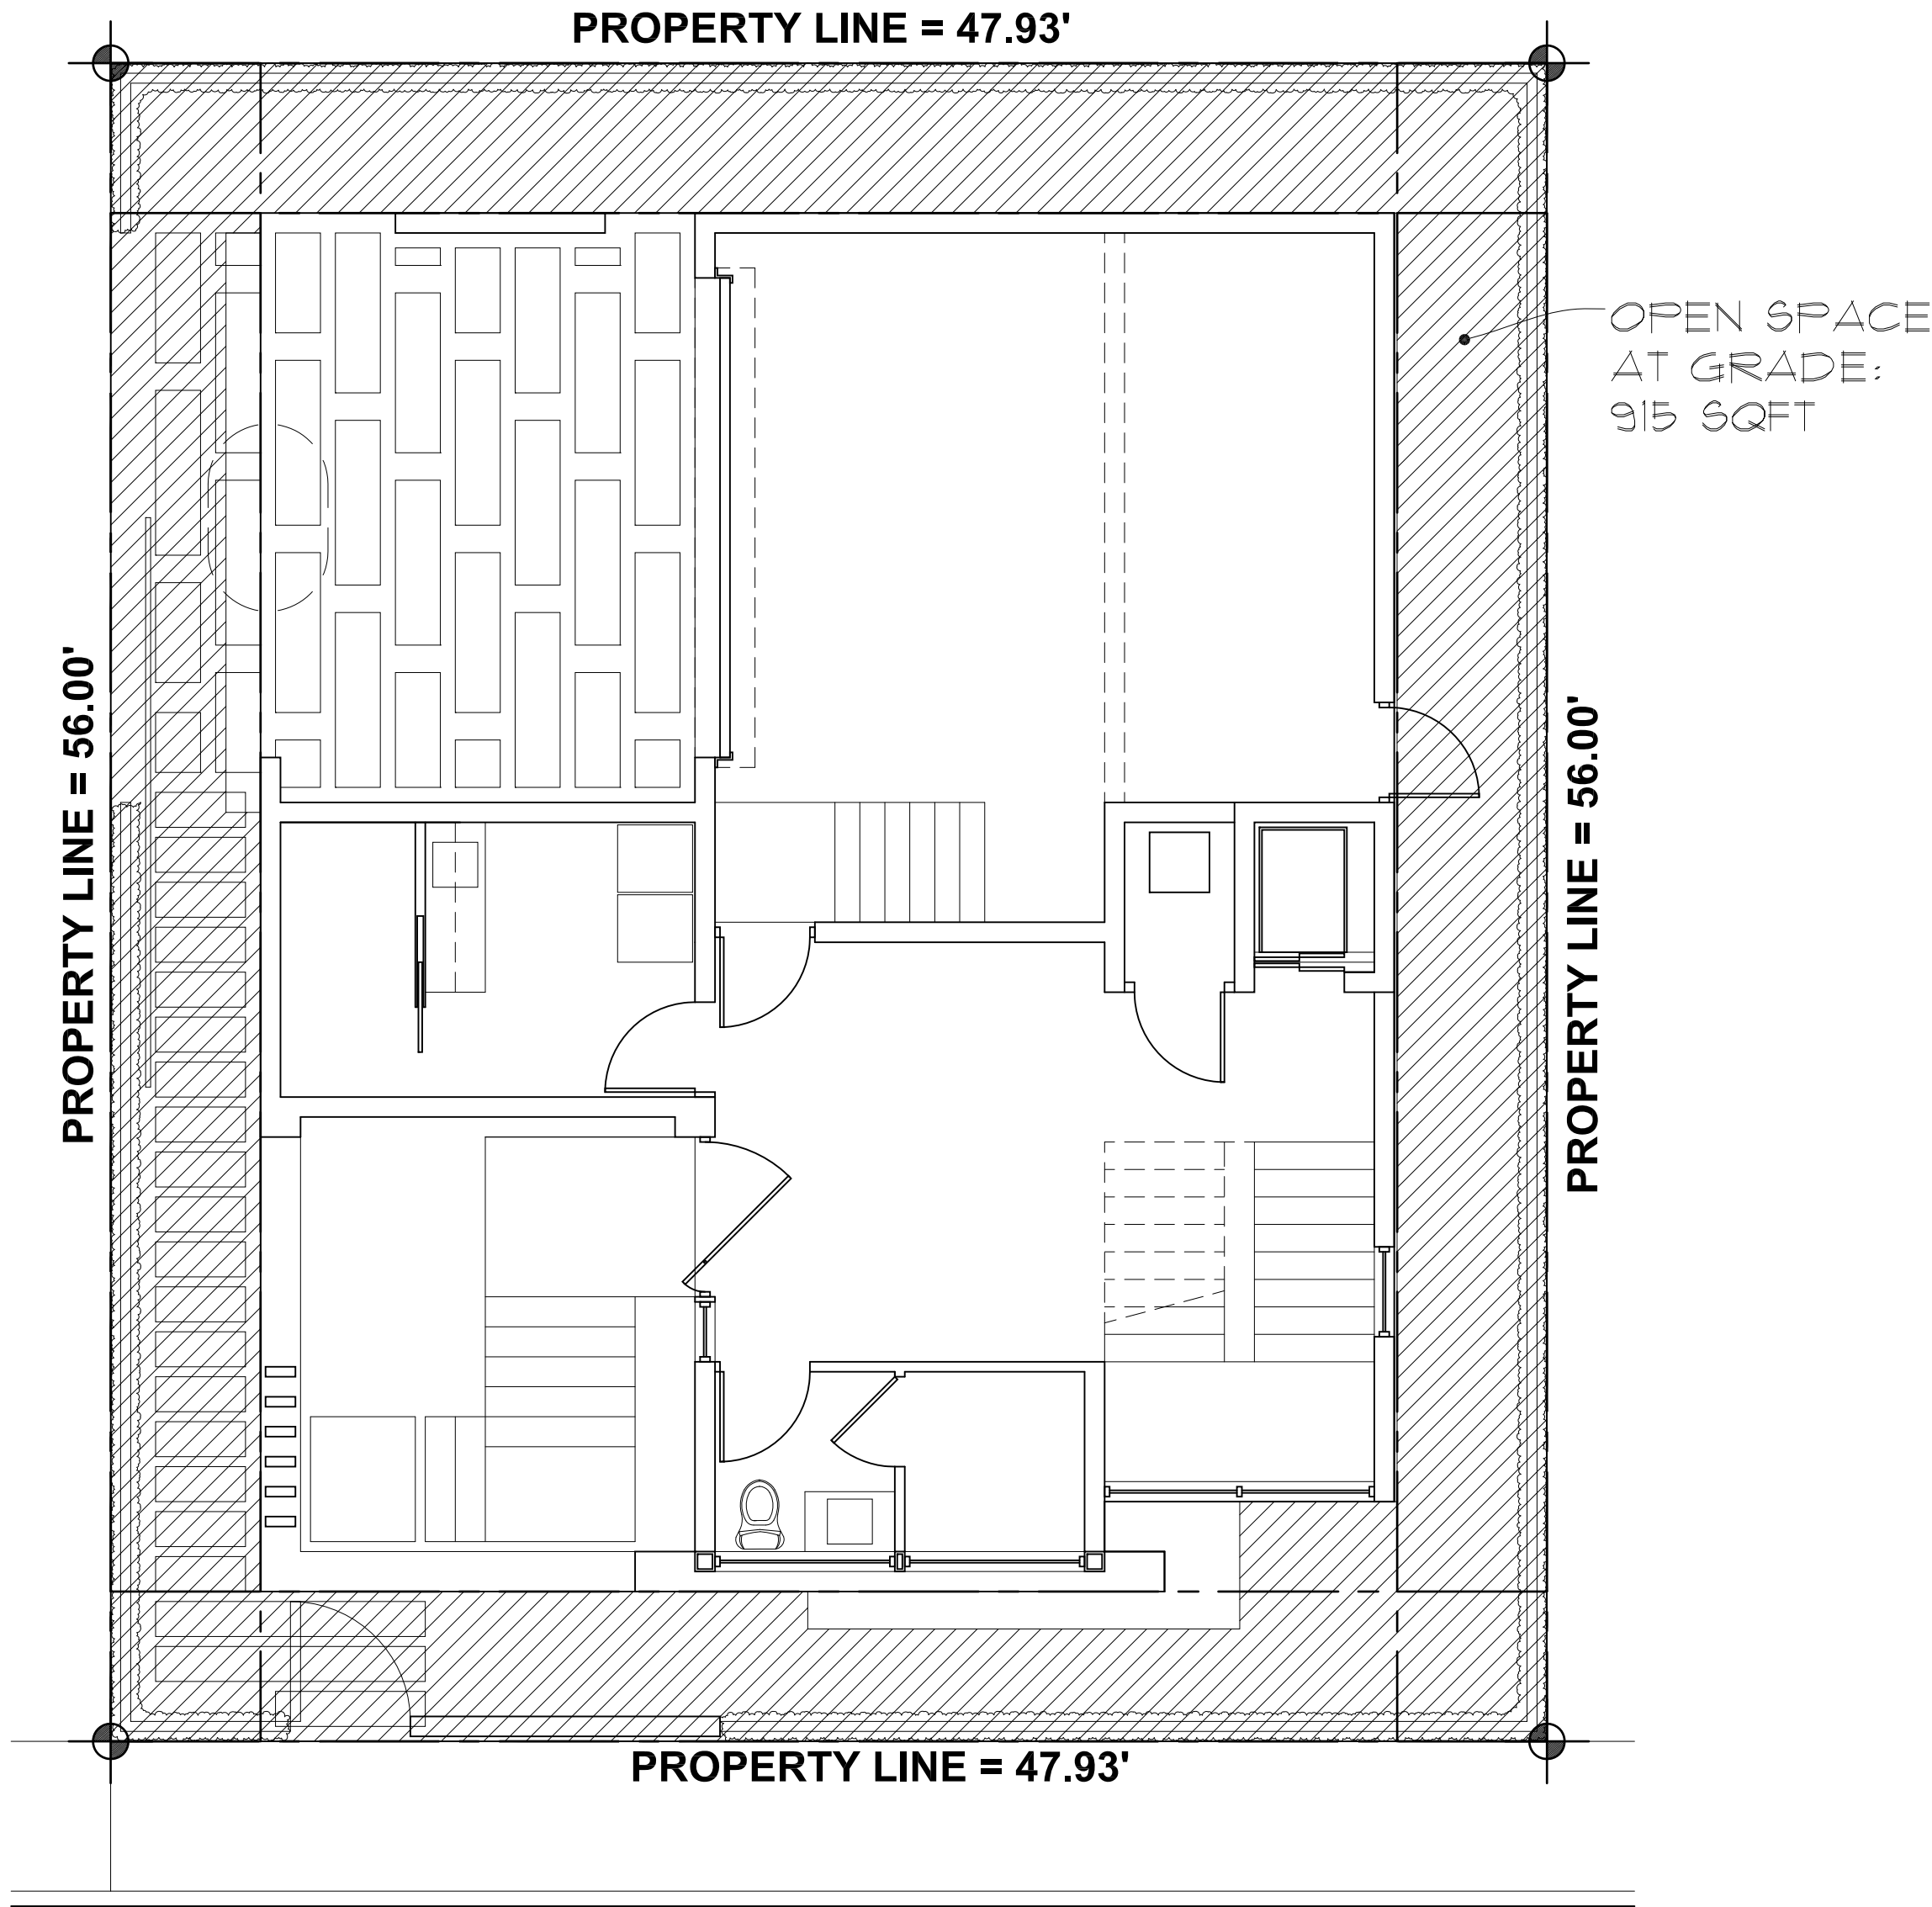 PROPERTY LINE = 47.93'
OPEN SPACE
AT GRADE:
915 SQFT
PROPERTY LINE = 56.00'
PROPERTY LINE = 56.00'
PROPERTY LINE = 47.93'